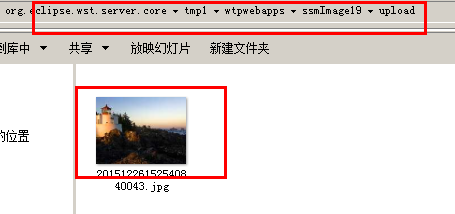 org.eclipse.wst.server.core ▾ tmp1 ▾ wtpwebapps ▾ ssmImage19 ▾ upload
到库中 ▾ 共享 ▾ 放映幻灯片 新建文件夹
的位置
201512261525408
40043.jpg